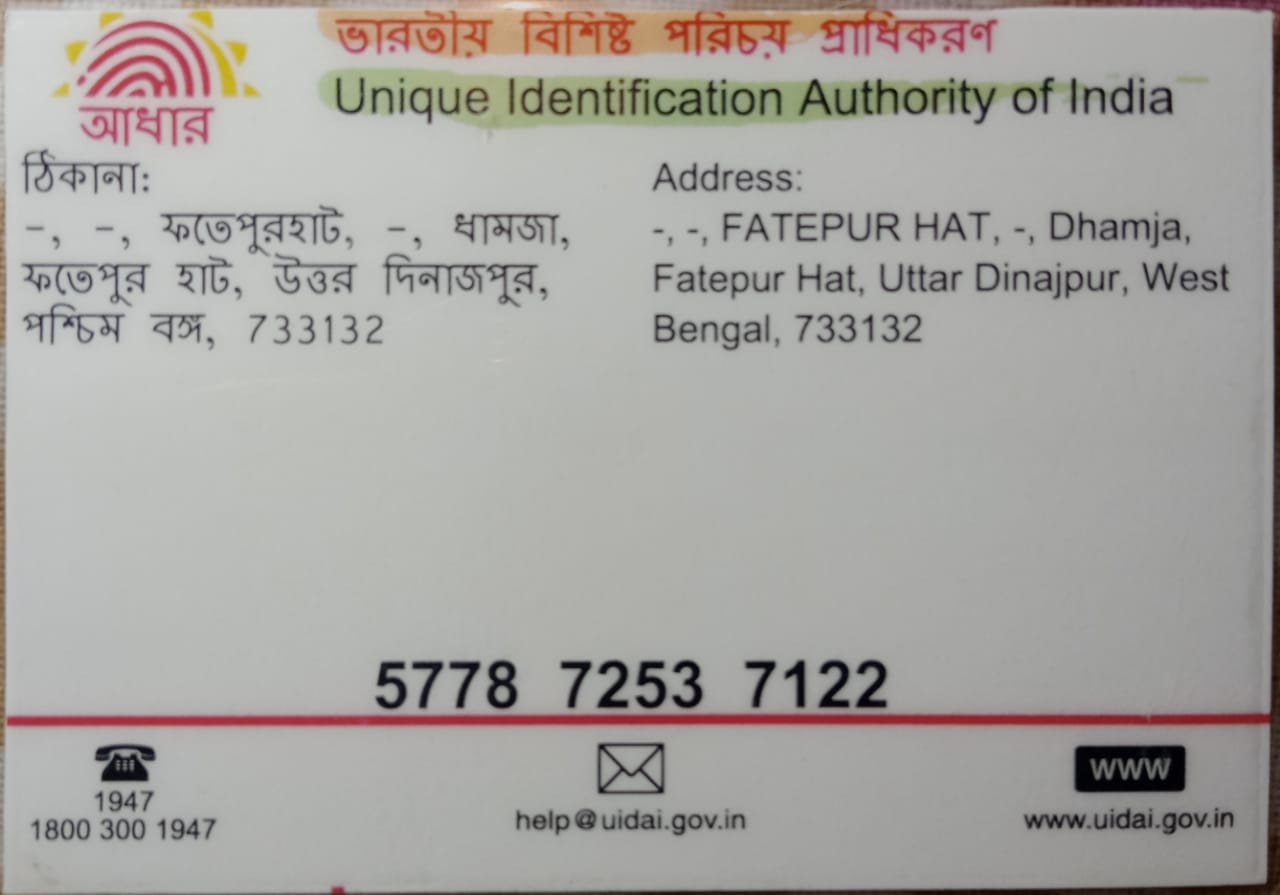 ভারতীয় বিশিষ্ট পরিচয় প্রাধিকরণ
Unique Identification Authority of India
আধার
ঠিকানা:
–, –, ফতেপুরহাট, –, ধামজা,
ফতেপুর হাট, উত্তর দিনাজপুর,
পশ্চিম বঙ্গ, 733132
Address:
-, -, FATEPUR HAT, -, Dhamja,
Fatepur Hat, Uttar Dinajpur, West
Bengal, 733132
5778 7253 7122
1947
1800 300 1947
help@uidai.gov.in
www
www.uidai.gov.in